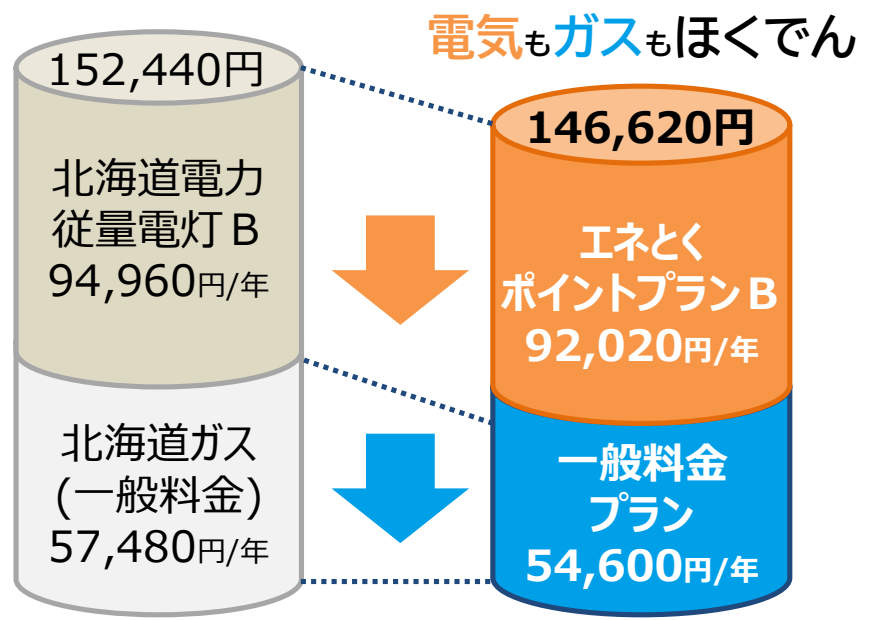 電気もガスもほくでん
152,440円
北海道電力
従量電灯Ｂ
94,960円/年
北海道ガス
(一般料金)
57,480円/年
146,620円
エネとく
ポイントプランＢ
92,020円/年
一般料金
プラン
54,600円/年